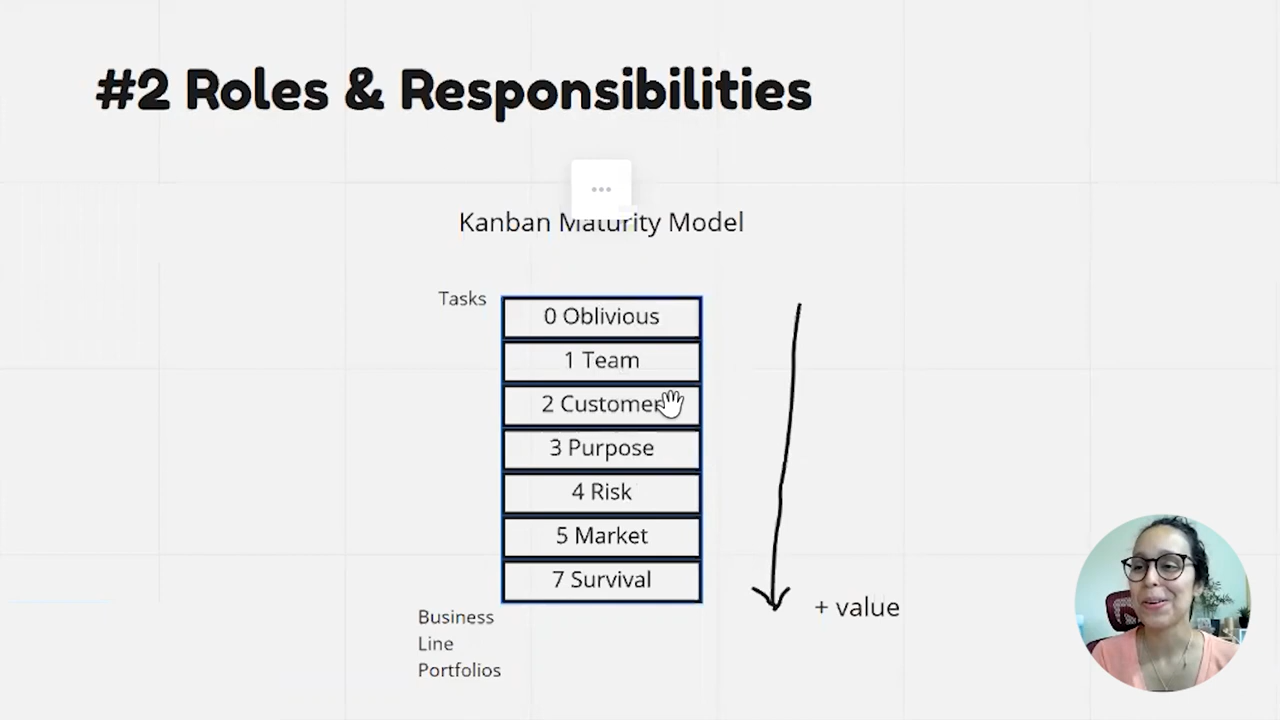 #2 Roles & Responsibilities
Kanban Maturity Model
Tasks
0 Oblivious
1 Team
2 Customer
3 Purpose
4 Risk
5 Market
7 Survival
Business
Line
Portfolios
+ value